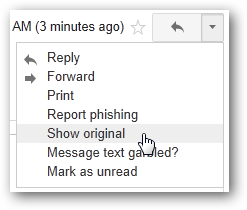 AM (3 minutes ago)
Reply
Forward
Print
Report phishing
Show original
Message text garbled?
Mark as unread